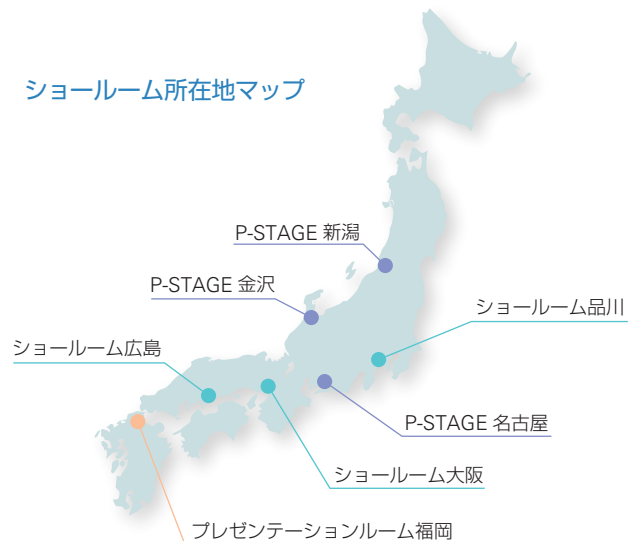 ショールーム所在地マップ
P-STAGE 新潟
P-STAGE 金沢
ショールーム品川
ショールーム広島
P-STAGE 名古屋
ショールーム大阪
プレゼンテーションルーム福岡